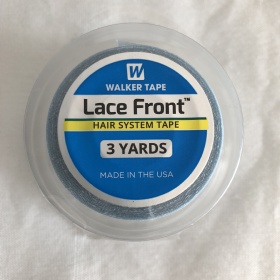 W
WALKER TAPE
Lace Front™
HAIR SYSTEM TAPE
3 YARDS
MADE IN THE USA